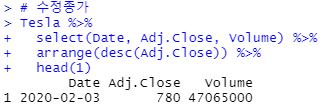 > # 수정종가
> Tesla %>%
+   select(Date, Adj.Close, Volume) %>%
+   arrange(desc(Adj.Close)) %>%
+   head(1)
        Date Adj.Close   Volume
1 2020-02-03       780 47065000